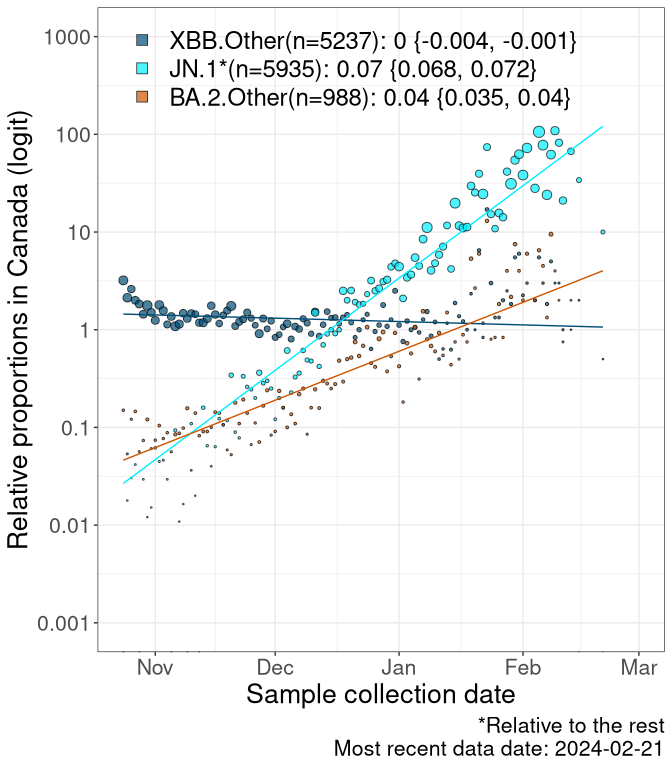 XBB.Other(n=5237): 0 {-0.004, -0.001}
JN.1*(n=5935): 0.07 {0.068, 0.072}
BA.2.Other(n=988): 0.04 {0.035, 0.04}
Relative proportions in Canada (logit)
1000
100
10
1
0.1
0.01
0.001
Nov Dec Jan Feb Mar
Sample collection date
*Relative to the rest
Most recent data date: 2024-02-21